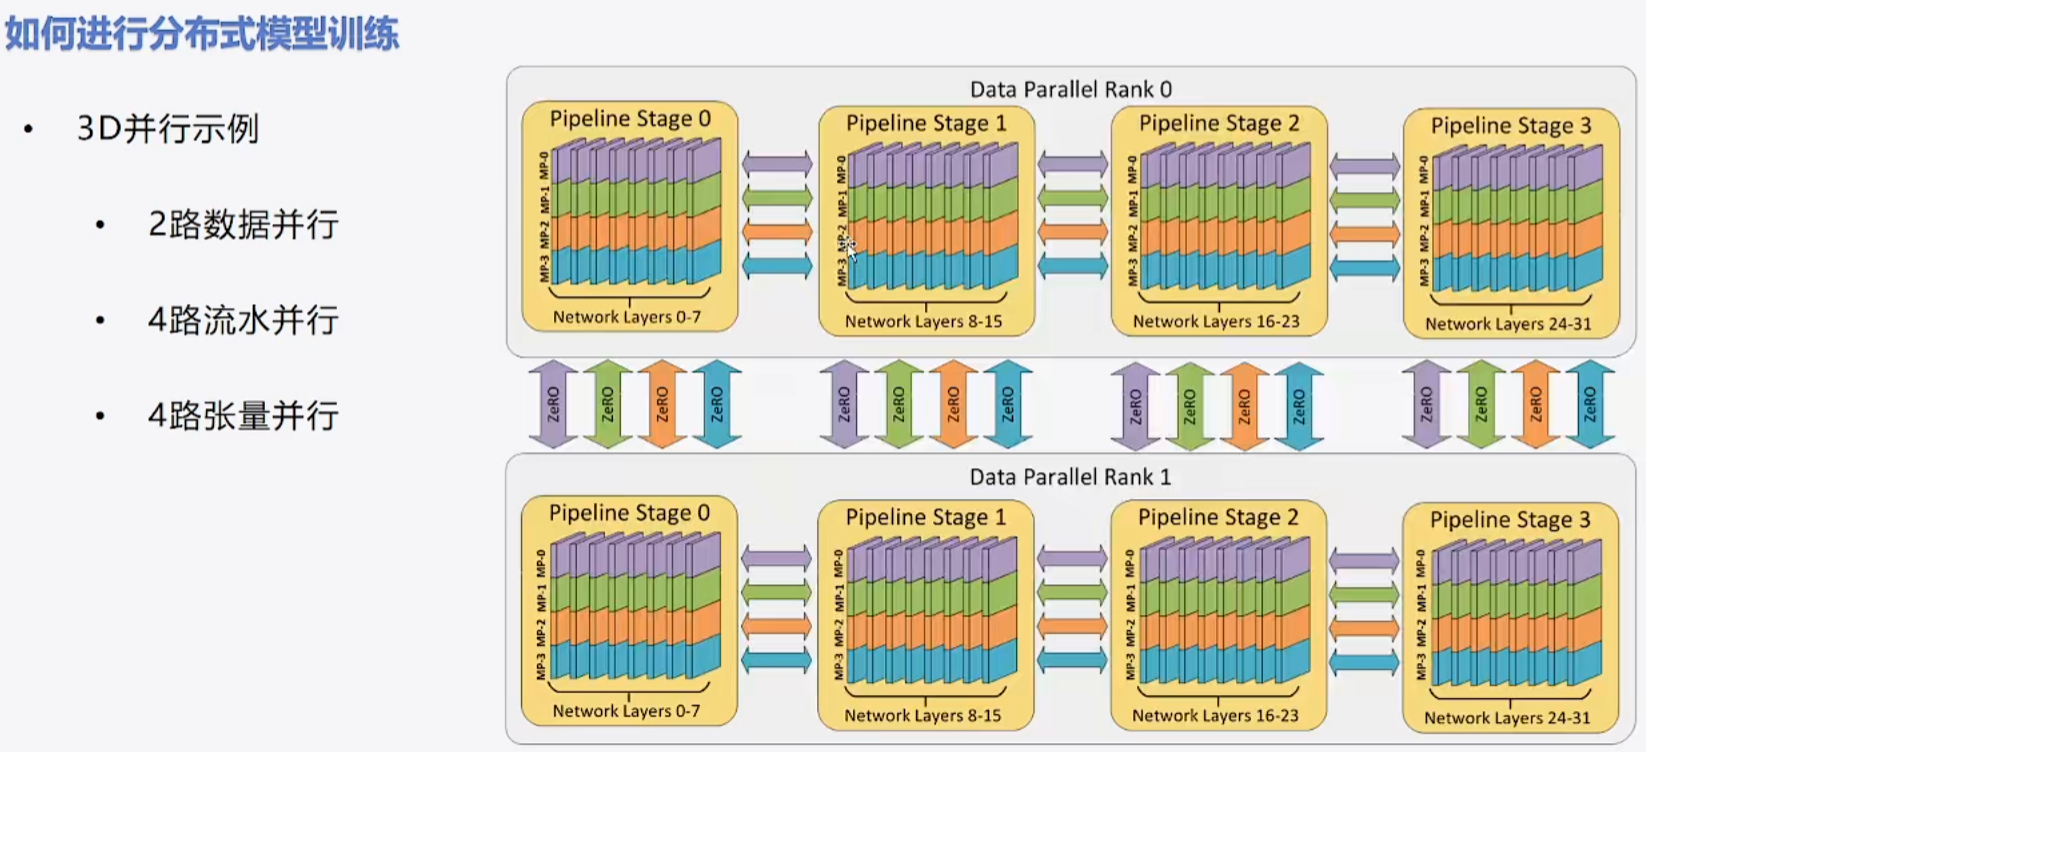 如何进行分布式模型训练
• 3D并行示例
• 2路数据并行
• 4路流水并行
• 4路张量并行
Data Parallel Rank 0
Pipeline Stage 0
MP-0
MP-1
MP-2
MP-3
Network Layers 0-7
Pipeline Stage 1
MP-0
MP-1
MP-2
MP-3
Network Layers 8-15
Pipeline Stage 2
MP-0
MP-1
MP-2
MP-3
Network Layers 16-23
Pipeline Stage 3
MP-0
MP-1
MP-2
MP-3
Network Layers 24-31
ZeRO ZeRO ZeRO ZeRO ZeRO ZeRO ZeRO ZeRO ZeRO ZeRO ZeRO ZeRO ZeRO ZeRO ZeRO ZeRO
Data Parallel Rank 1
Pipeline Stage 0
MP-0
MP-1
MP-2
MP-3
Network Layers 0-7
Pipeline Stage 1
MP-0
MP-1
MP-2
MP-3
Network Layers 8-15
Pipeline Stage 2
MP-0
MP-1
MP-2
MP-3
Network Layers 16-23
Pipeline Stage 3
MP-0
MP-1
MP-2
MP-3
Network Layers 24-31